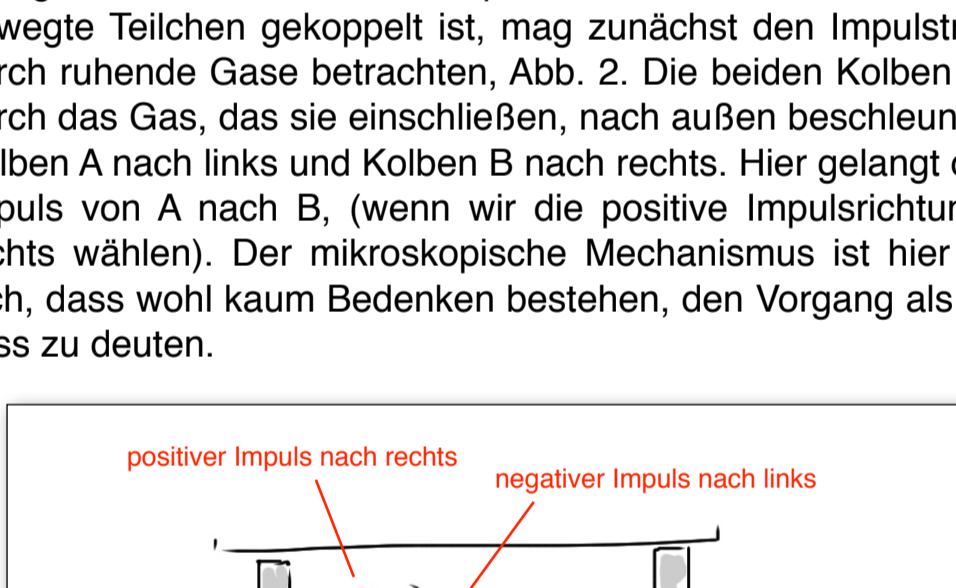 wegte Teilchen gekoppelt ist, mag zunächst den Impulst
rch ruhende Gase betrachten, Abb. 2. Die beiden Kolben
rch das Gas, das sie einschließen, nach außen beschleun
lben A nach links und Kolben B nach rechts. Hier gelangt
puls von A nach B, (wenn wir die positive Impulsrichtu
chts wählen). Der mikroskopische Mechanismus ist hier
ch, dass wohl kaum Bedenken bestehen, den Vorgang als
ss zu deuten.
positiver Impuls nach rechts
negativer Impuls nach links